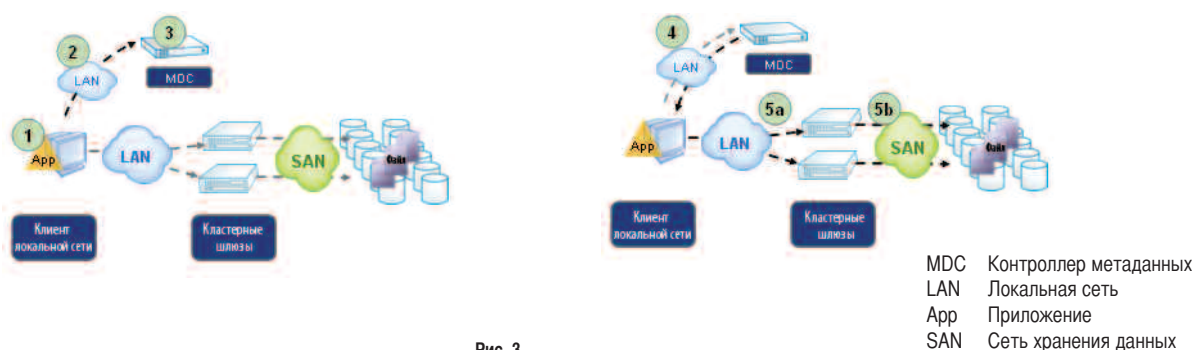 2
3
LAN
MDC
1
App
LAN
SAN
Файл
Клиент
локальной сети
Кластерные
шлюзы
4
LAN
MDC
5a
5b
App
LAN
SAN
Файл
Клиент
локальной сети
Кластерные
шлюзы
MDC Контроллер метаданных
LAN Локальная сеть
App Приложение
SAN Сеть хранения данных
Рис. 3